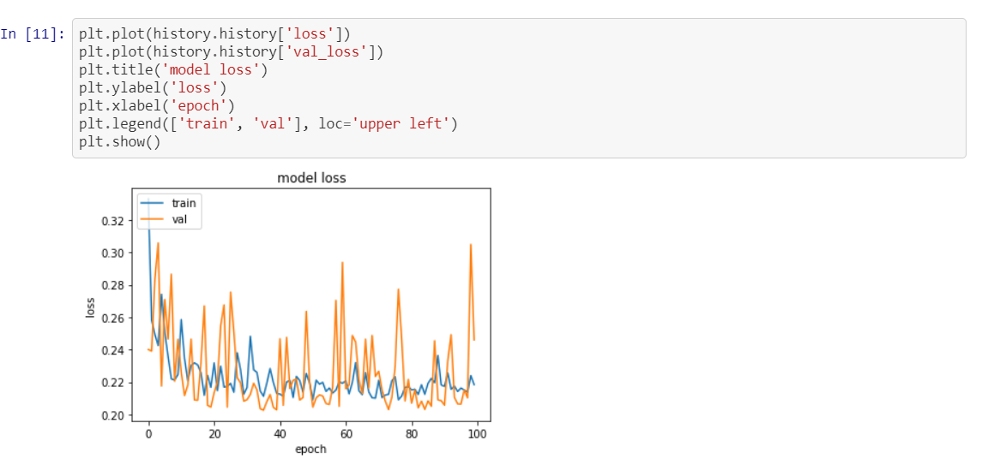 In [11]: plt.plot(history.history['loss'])
plt.plot(history.history['val_loss'])
plt.title('model loss')
plt.ylabel('loss')
plt.xlabel('epoch')
plt.legend(['train', 'val'], loc='upper left')
plt.show()
model loss
train
val
0.32
0.30
0.28
0.26
0.24
0.22
0.20
loss
0 20 40 60 80 100
epoch